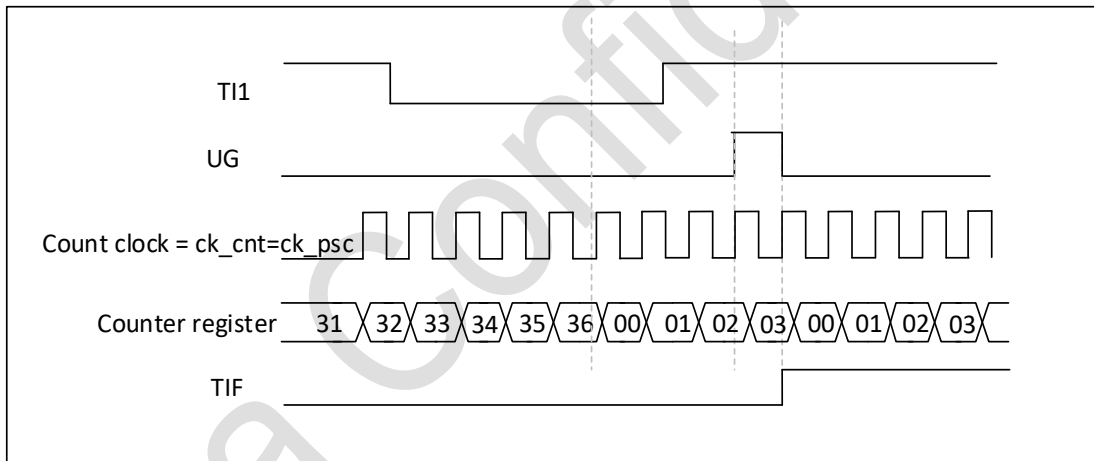 TI1
UG
Count clock = ck_cnt=ck_psc
Counter register 31 32 33 34 35 36 00 01 02 03 00 01 02 03
TIF
a Confid